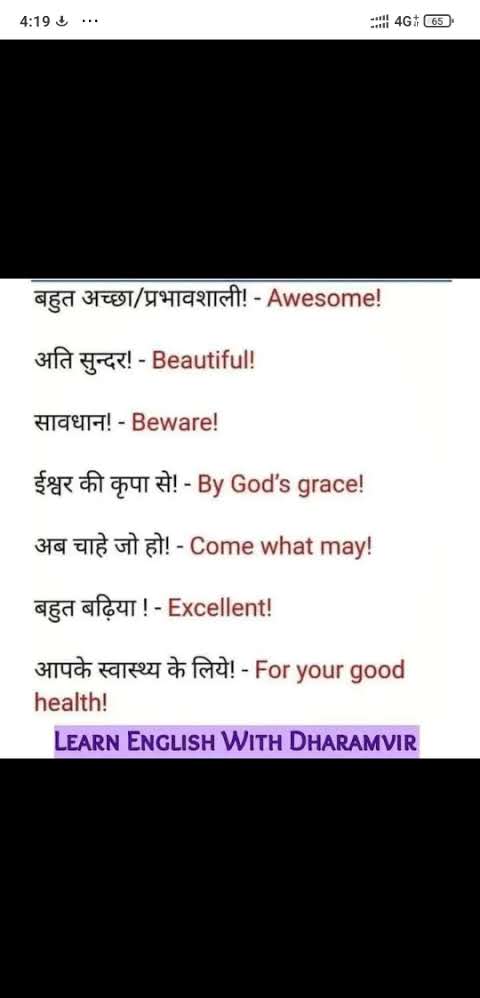 4:19 ...
4G 65
बहुत अच्छा/प्रभावशाली! - Awesome!
अति सुन्दर! - Beautiful!
सावधान! - Beware!
ईश्वर की कृपा से! - By God's grace!
अब चाहे जो हो! - Come what may!
बहुत बढ़िया ! - Excellent!
आपके स्वास्थ्य के लिये! - For your good
health!
LEARN ENGLISH WITH DHARAMVIR